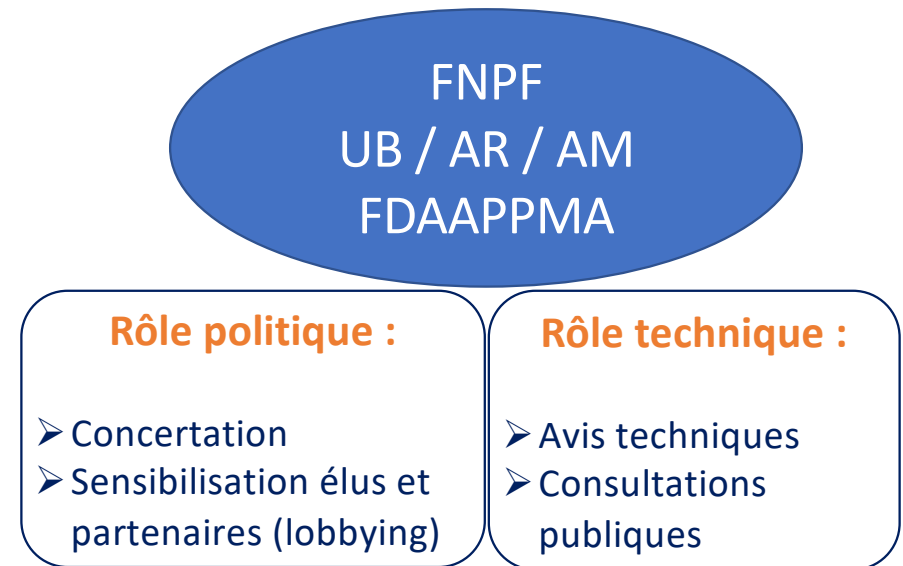 FNPF
UB / AR / AM
FDAAPPMA
Rôle politique :
➢ Concertation
➢ Sensibilisation élus et
partenaires (lobbying)
Rôle technique :
➢ Avis techniques
➢ Consultations
publiques